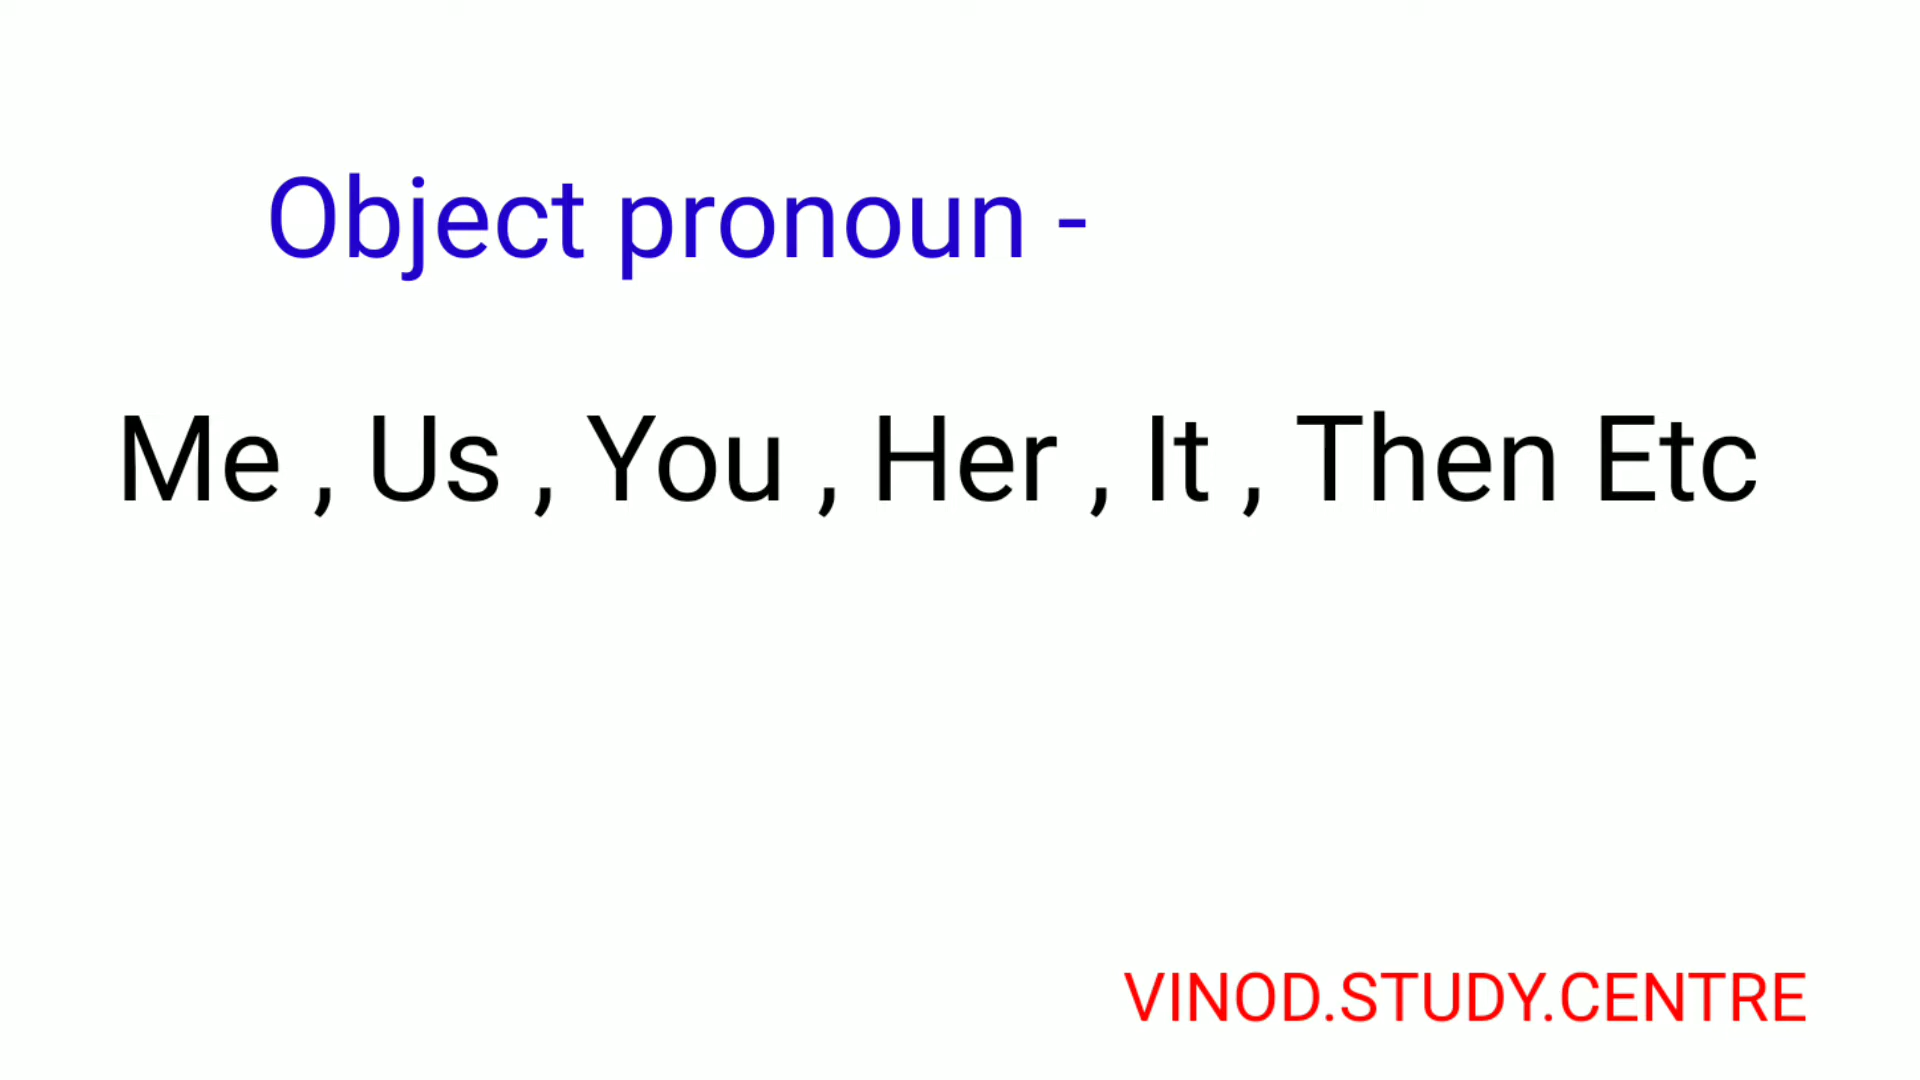 Object pronoun -
Me , Us , You , Her , It , Then Etc
VINOD.STUDY.CENTRE